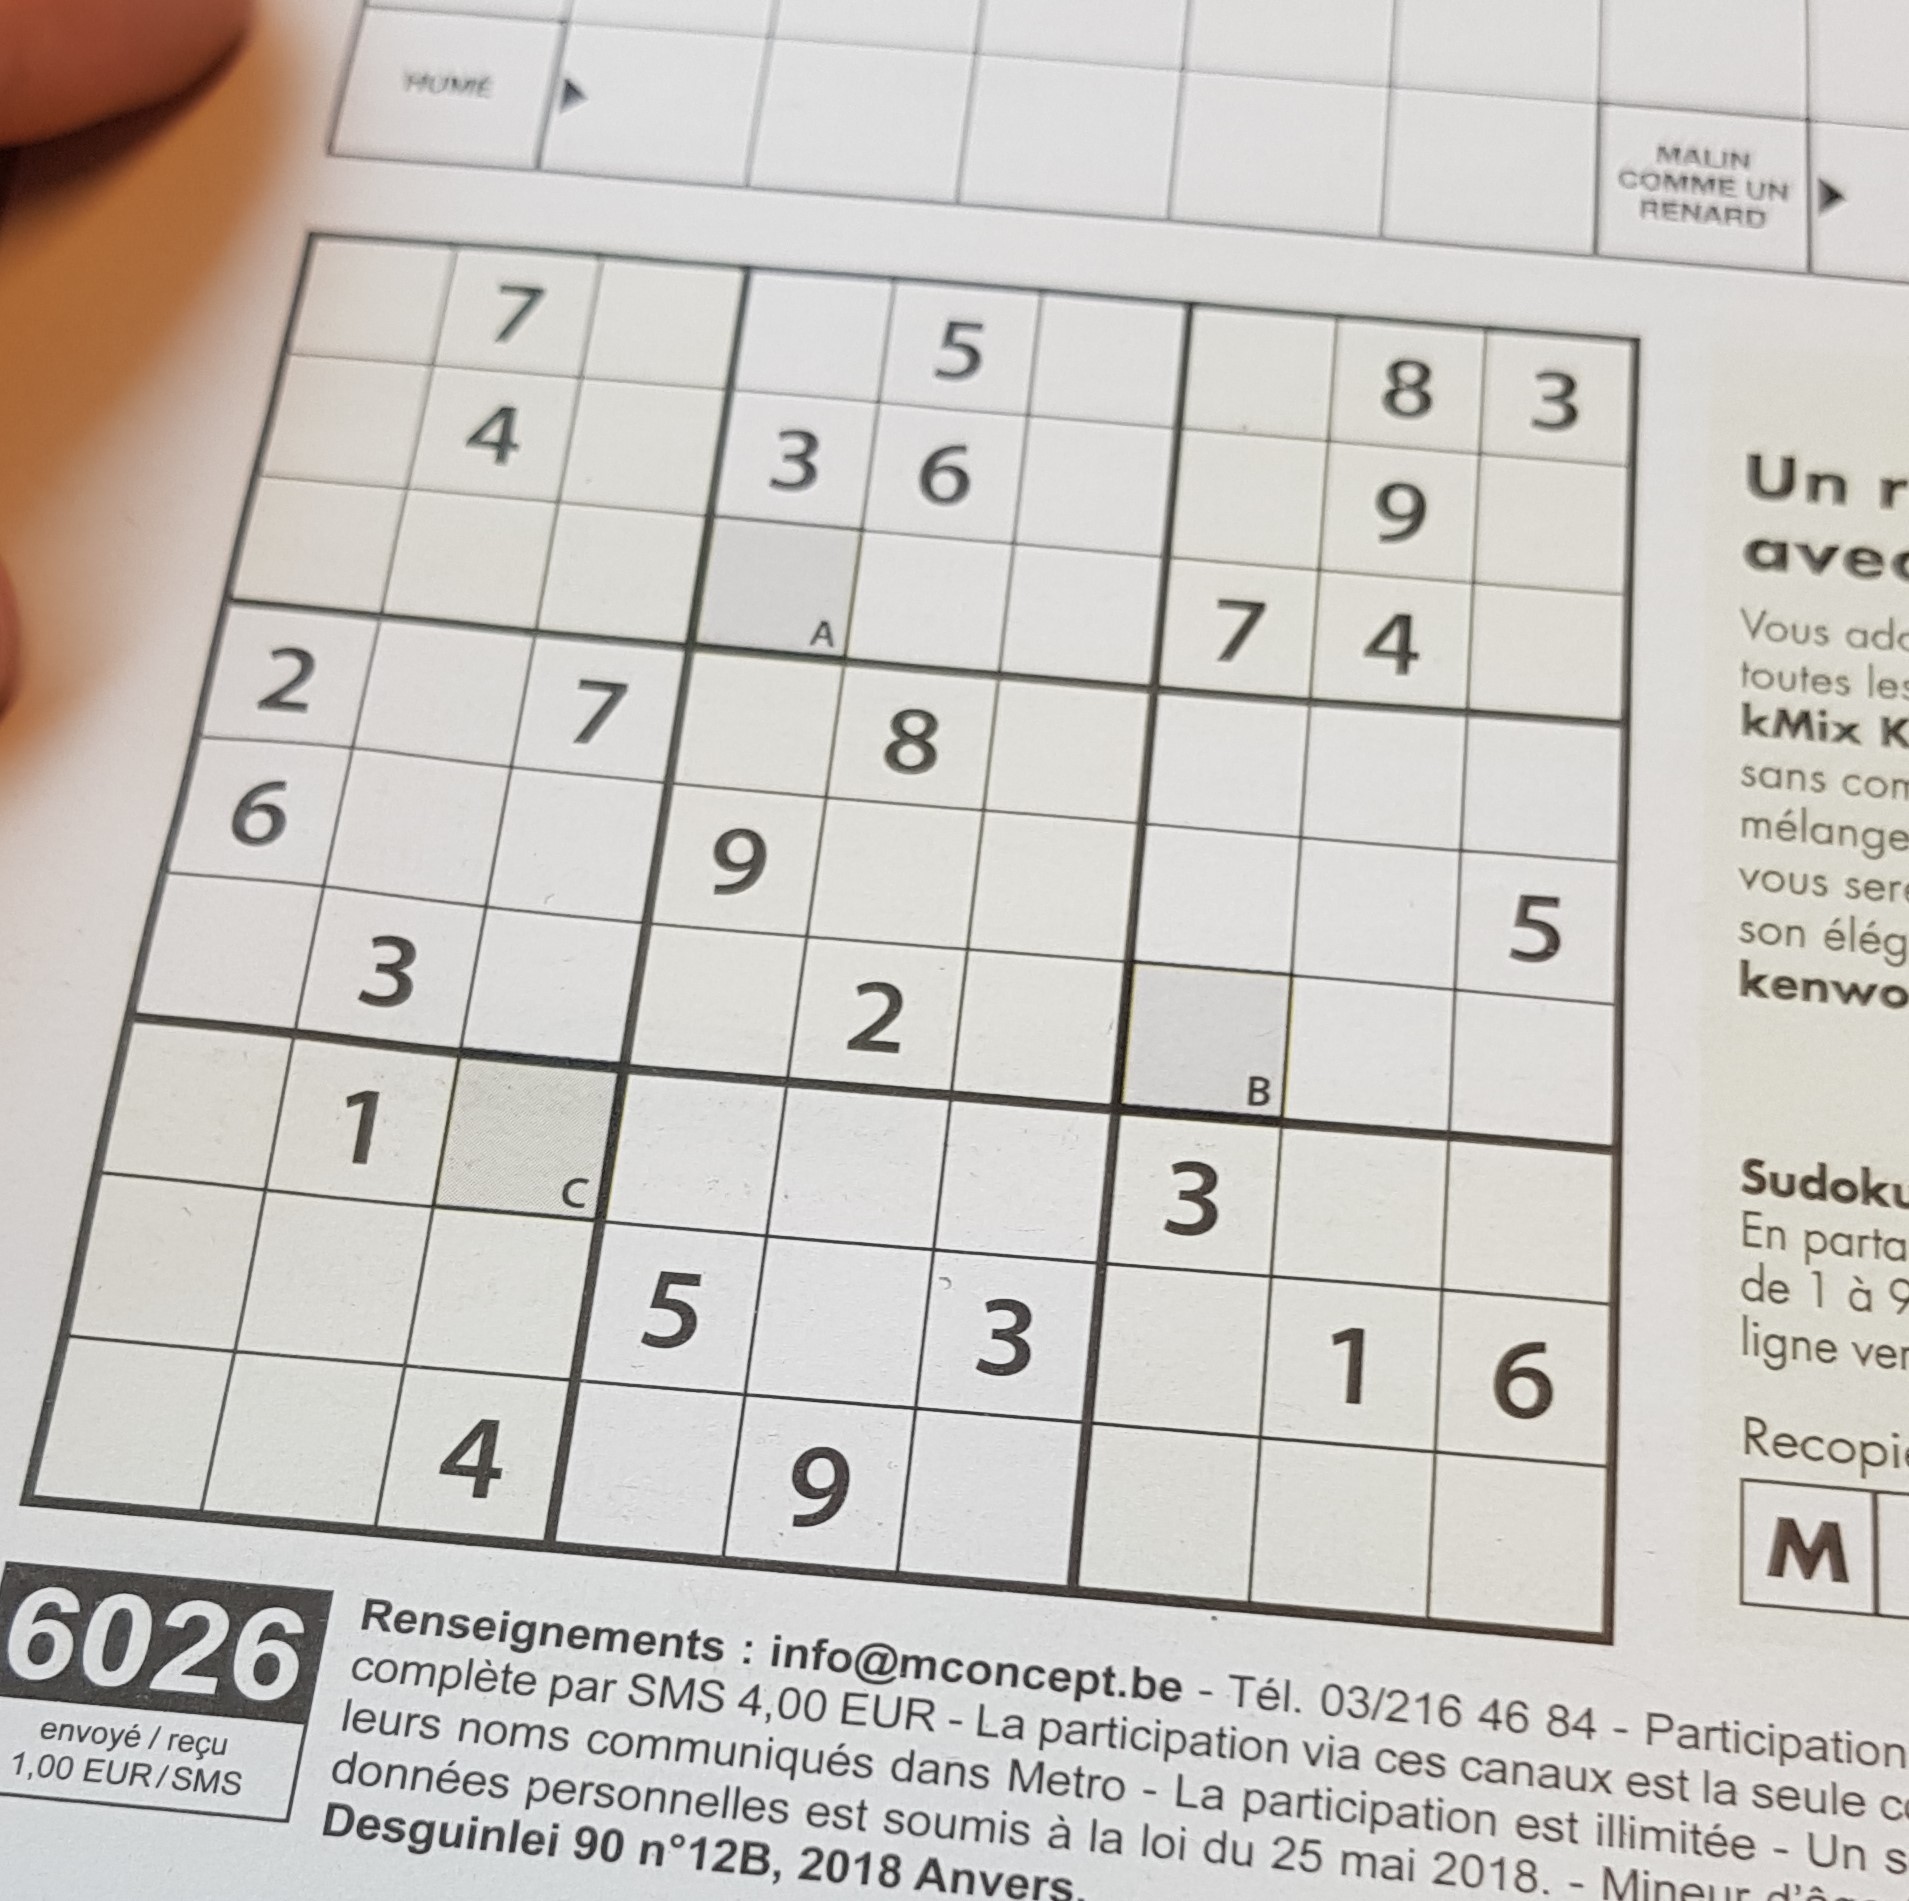 HUMÉ
MALIN
COMME UN
RENARD
7 5 8 3
4 3 6 9
A 7 4
2 7 8
6 9 5
3 2 B
1 C 3
5 3 1 6
4 9
Un r
avec
Vous ado
toutes les
kMix K
sans com
mélange
vous sere
son élég
kenwo
Sudoku
En parta
de 1 à 9
ligne ver
Recopie
M
6026
envoyé / reçu
1,00 EUR/SMS
Renseignements : info@mconcept.be - Tél. 03/216 46 84 - Participation
complète par SMS 4,00 EUR - La participation via ces canaux est la seule
leurs noms communiqués dans Metro - La participation est illimitée - Un s
données personnelles est soumis à la loi du 25 mai 2018. - Mineur
Desguinlei 90 n°12B, 2018 Anvers.